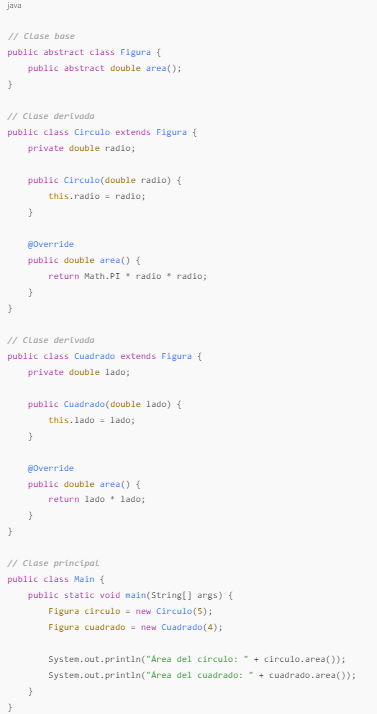 java
// Clase base
public abstract class Figura {
    public abstract double area();
}
// Clase derivada
public class Circulo extends Figura {
    private double radio;
    public Circulo(double radio) {
        this.radio = radio;
    }
    @Override
    public double area() {
        return Math.PI * radio * radio;
    }
}
// Clase derivada
public class Cuadrado extends Figura {
    private double lado;
    public Cuadrado(double lado) {
        this.lado = lado;
    }
    @Override
    public double area() {
        return lado * lado;
    }
}
// Clase principal
public class Main {
    public static void main(String[] args) {
        Figura circulo = new Circulo(5);
        Figura cuadrado = new Cuadrado(4);
        System.out.println("Área del círculo: " + circulo.area());
        System.out.println("Área del cuadrado: " + cuadrado.area());
    }
}